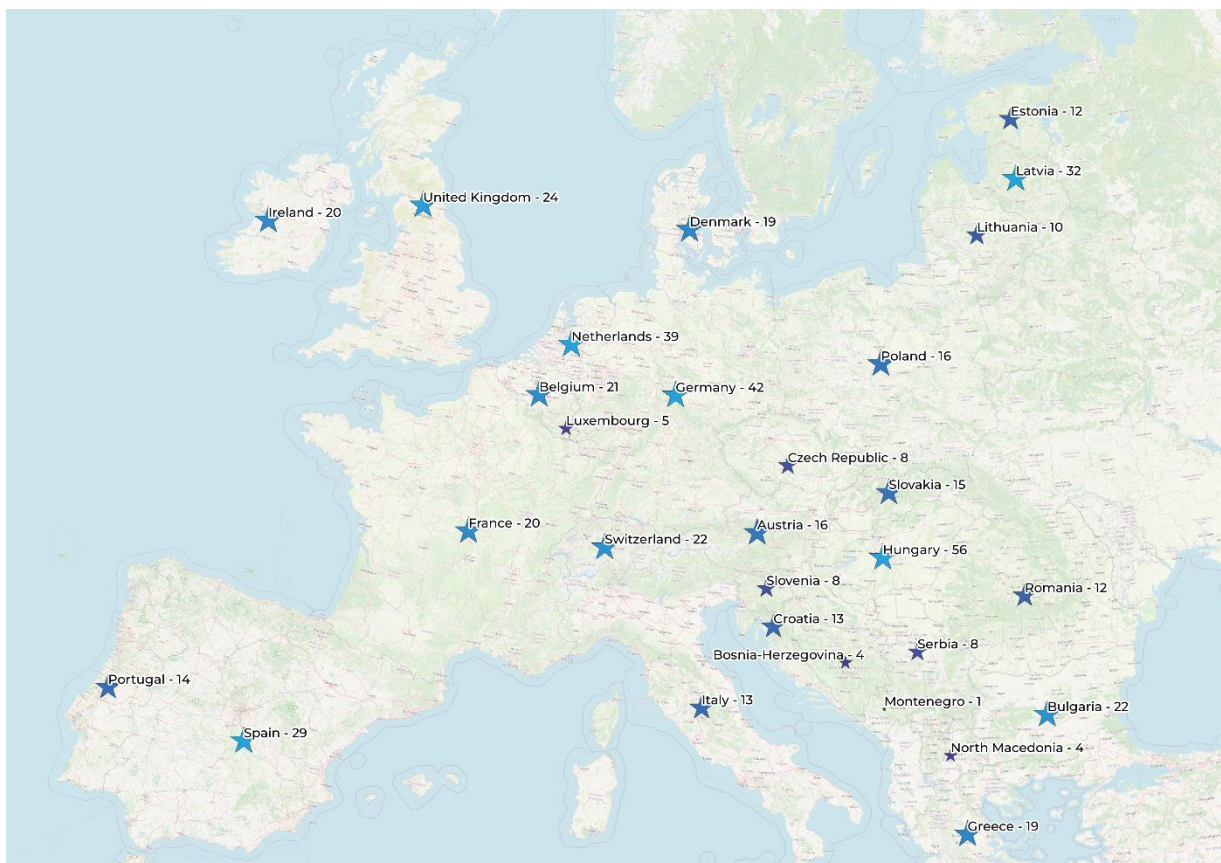 Estonia - 12
Latvia - 32
United Kingdom - 24
Ireland - 20
Denmark - 19
Lithuania - 10
Netherlands - 39
Poland - 16
Belgium - 21
Germany - 42
Luxembourg - 5
Czech Republic - 8
Slovakia - 15
France - 20
Austria - 16
Switzerland - 22
Hungary - 56
Slovenia - 8
Romania - 12
Croatia - 13
Serbia - 8
Bosnia-Herzegovina - 4
Portugal - 14
Italy - 13
Montenegro - 1
Bulgaria - 22
Spain - 29
North Macedonia - 4
Greece - 19